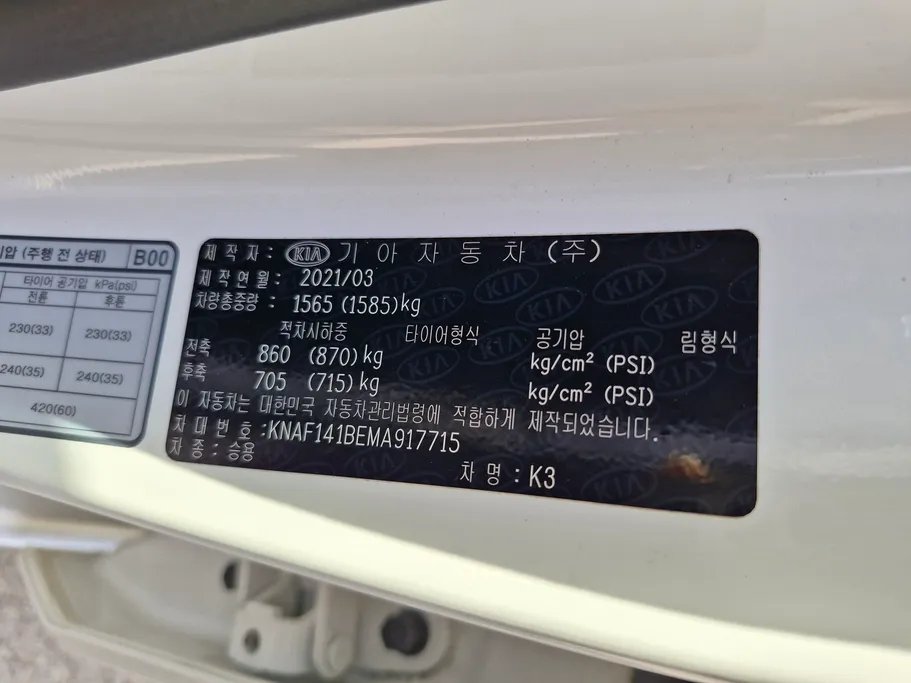 기압 (주행 전 상태) B00
타이어 공기압 kPa(psi)
전륜 후륜
230(33) 230(33)
240(35) 240(35)
420(60)
제 작 자 : KIA 기 아 자 동 차 (주)
제 작 연 월 : 2021/03
차량총중량 : 1565 (1585)kg
적차시하중 타이어형식 공기압 림형식
전축 860 (870) kg kg/cm² (PSI)
후축 705 (715) kg kg/cm² (PSI)
이 자동차는 대한민국 자동차관리법령에 적합하게 제작되었습니다.
차 대 번 호 :KNAF141BEMA917715
차 종 : 승용
차 명 : K3